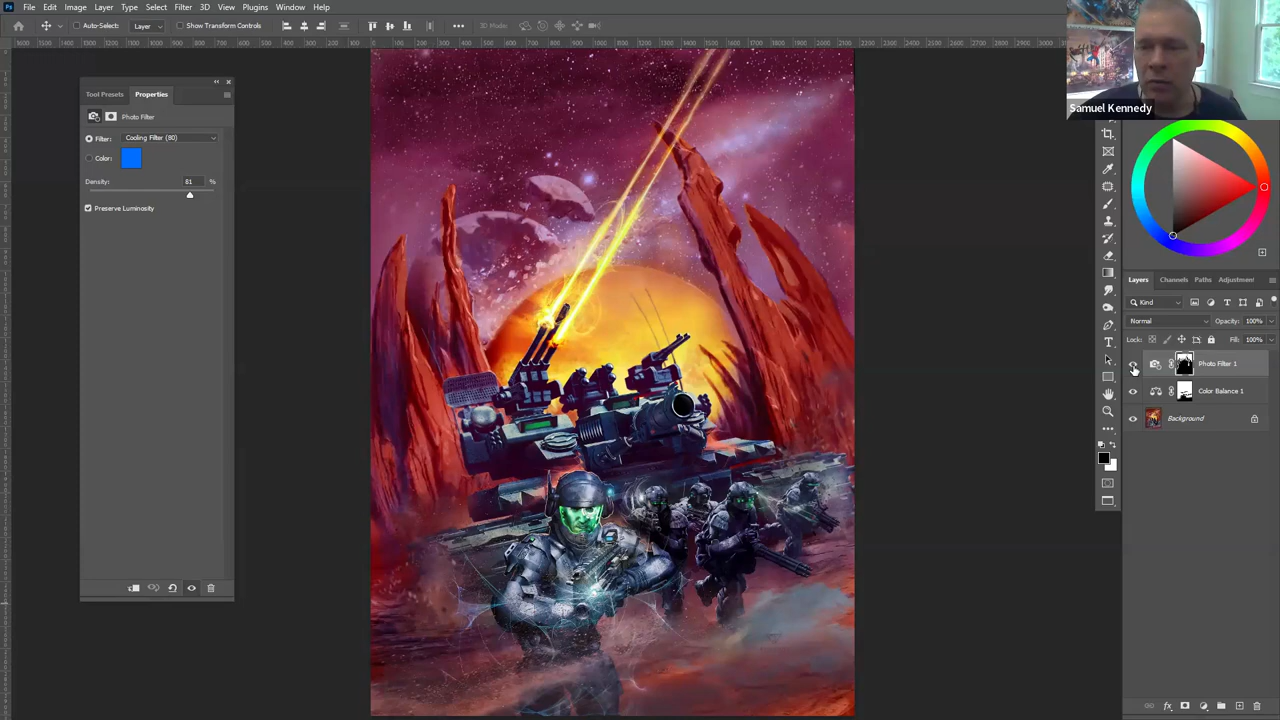 File Edit Image Layer Type Select Filter 3D View Plugins Window Help
Auto-Select: Layer Show Transform Controls 3D Mode:
Tool Presets Properties
Photo Filter
Filter: Cooling Filter (80)
Color:
Density: 81 %
Preserve Luminosity
Samuel Kennedy
Layers Channels Paths Adjustment
Kind
Normal Opacity: 100%
Lock: Fill: 100%
Photo Filter 1
Color Balance 1
Background